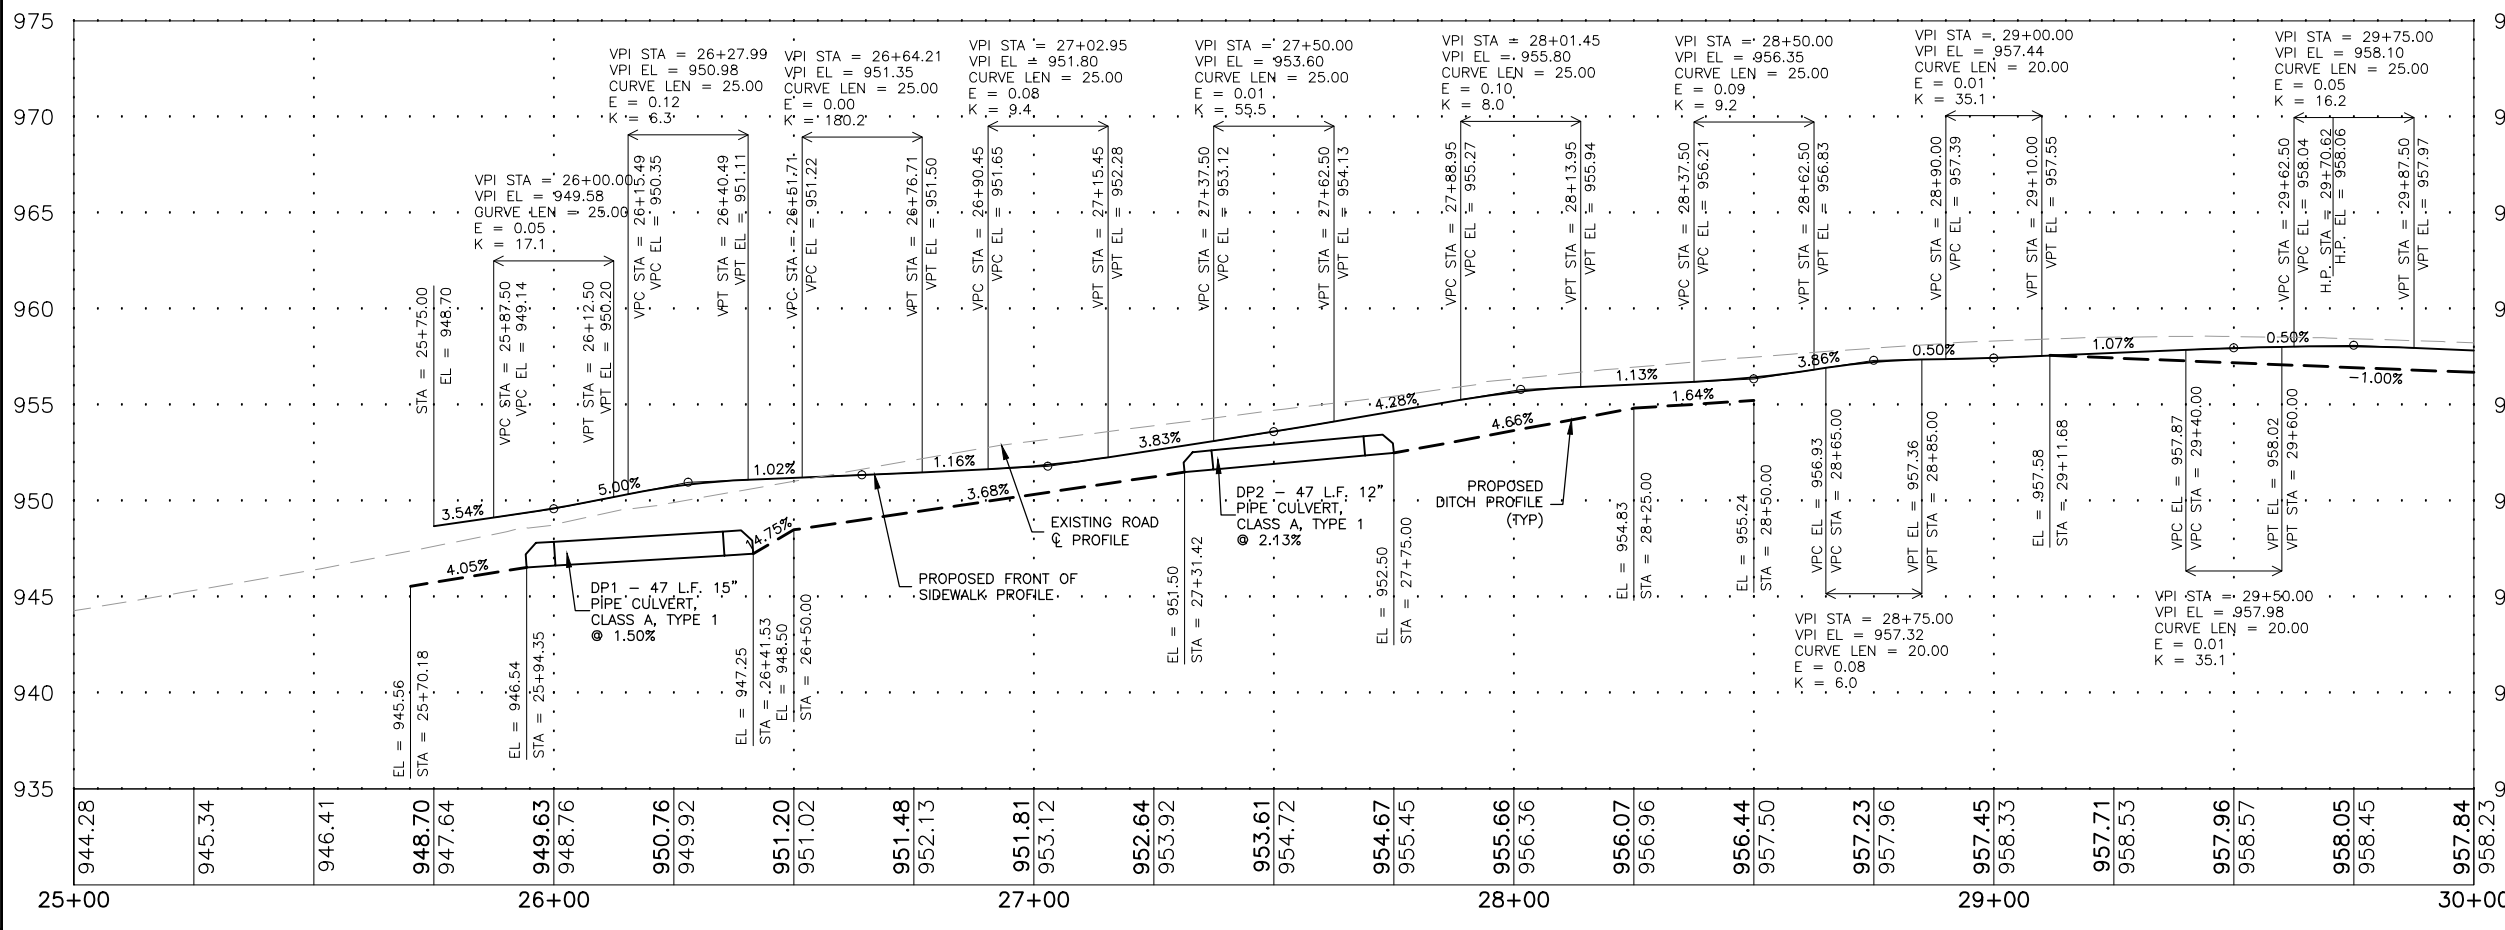 975
970
965
960
955
950
945
940
935
9
9
9
9
9
9
9
9
9
VPI STA = 26+00.00
VPI EL = 949.58
CURVE LEN = 25.00
E = 0.05
K = 17.1
VPI STA = 26+27.99
VPI EL = 950.98
CURVE LEN = 25.00
E = 0.12
K = 6.3
VPI STA = 26+64.21
VPI EL = 951.35
CURVE LEN = 25.00
E = 0.00
K = 180.2
VPI STA = 27+02.95
VPI EL = 951.80
CURVE LEN = 25.00
E = 0.08
K = 9.4
VPI STA = 27+50.00
VPI EL = 953.60
CURVE LEN = 25.00
E = 0.01
K = 55.5
VPI STA = 28+01.45
VPI EL = 955.80
CURVE LEN = 25.00
E = 0.10
K = 8.0
VPI STA = 28+50.00
VPI EL = 956.35
CURVE LEN = 25.00
E = 0.09
K = 9.2
VPI STA = 29+00.00
VPI EL = 957.44
CURVE LEN = 20.00
E = 0.01
K = 35.1
VPI STA = 29+75.00
VPI EL = 958.10
CURVE LEN = 25.00
E = 0.05
K = 16.2
STA = 25+75.00
EL = 948.70
VPC STA = 25+87.50
VPC EL = 949.14
VPT STA = 26+12.50
VPT EL = 950.20
VPC STA = 26+15.49
VPC EL = 950.35
VPT STA = 26+40.49
VPT EL = 951.11
VPC STA = 26+51.71
VPC EL = 951.22
VPT STA = 26+76.71
VPT EL = 951.50
VPC STA = 26+90.45
VPC EL = 951.65
VPT STA = 27+15.45
VPT EL = 952.28
VPC STA = 27+37.50
VPC EL = 953.12
VPT STA = 27+62.50
VPT EL = 954.13
VPC STA = 27+88.95
VPC EL = 955.27
VPT STA = 28+13.95
VPT EL = 955.94
VPC STA = 28+37.50
VPC EL = 956.21
VPT STA = 28+62.50
VPT EL = 956.83
VPC STA = 28+90.00
VPC EL = 957.39
VPT STA = 29+10.00
VPT EL = 957.55
VPC STA = 29+62.50
VPC EL = 958.04
H.P. STA = 29+70.62
H.P. EL = 958.06
VPT STA = 29+87.50
VPT EL = 957.97
3.54%
5.00%
1.02%
1.16%
3.83%
4.28%
1.13%
3.86%
0.50%
1.07%
0.50%
4.05%
14.75%
3.68%
4.66%
1.64%
-1.00%
DP1 - 47 L.F. 15"
PIPE CULVERT,
CLASS A, TYPE 1
@ 1.50%
PROPOSED FRONT OF
SIDEWALK PROFILE
EXISTING ROAD
℄ PROFILE
DP2 - 47 L.F. 12"
PIPE CULVERT,
CLASS A, TYPE 1
@ 2.13%
PROPOSED
DITCH PROFILE
(TYP)
EL = 945.56
STA = 25+70.18
EL = 946.54
STA = 25+94.35
EL = 947.25
STA = 26+41.53
EL = 948.50
STA = 26+50.00
EL = 951.50
STA = 27+31.42
EL = 952.50
STA = 27+75.00
EL = 954.83
STA = 28+25.00
EL = 955.24
STA = 28+50.00
VPC EL = 956.93
VPC STA = 28+65.00
VPT EL = 957.36
VPT STA = 28+85.00
EL = 957.58
STA = 29+11.68
VPC EL = 957.87
VPC STA = 29+40.00
VPT EL = 958.02
VPT STA = 29+60.00
VPI STA = 28+75.00
VPI EL = 957.32
CURVE LEN = 20.00
E = 0.08
K = 6.0
VPI STA = 29+50.00
VPI EL = 957.98
CURVE LEN = 20.00
E = 0.01
K = 35.1
944.28
945.34
946.41
948.70
947.64
949.63
948.76
950.76
949.92
951.20
951.02
951.48
952.13
951.81
953.12
952.64
953.92
953.61
954.72
954.67
955.45
955.66
956.36
956.07
956.96
956.44
957.50
957.23
957.96
957.45
958.33
957.71
958.53
957.96
958.57
958.05
958.45
957.84
958.23
25+00
26+00
27+00
28+00
29+00
30+00